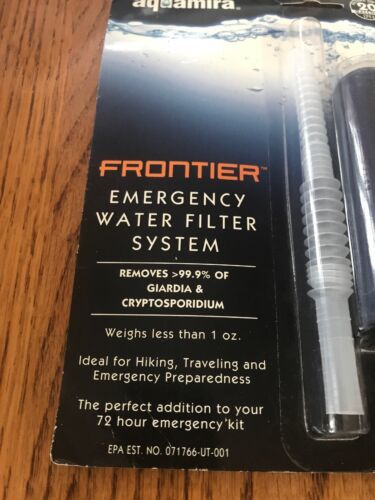 aquamira
20
FRONTIER™
EMERGENCY
WATER FILTER
SYSTEM
REMOVES >99.9% OF
GIARDIA &
CRYPTOSPORIDIUM
Weighs less than 1 oz.
Ideal for Hiking, Traveling and
Emergency Preparedness
The perfect addition to your
72 hour emergency kit
EPA EST. NO. 071766-UT-001